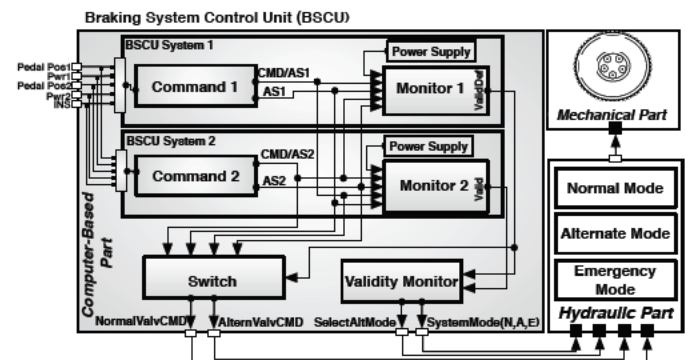 Braking System Control Unit (BSCU)
BSCU System 1
Power Supply
Pedal Pos1
Pwr1
Pedal Pos2
Pwr2
INS
Command 1
CMD/AS1
AS1
Monitor 1
ValidDef
Mechanical Part
BSCU System 2
Power Supply
Command 2
CMD/AS2
AS2
Monitor 2
Valid
Normal Mode
Alternate Mode
Emergency
Mode
Hydraulic Part
Computer-Based
Part
Switch
Validity Monitor
NormalValvCMD
AlternValvCMD
SelectAltMode
SystemMode(N,A,E)